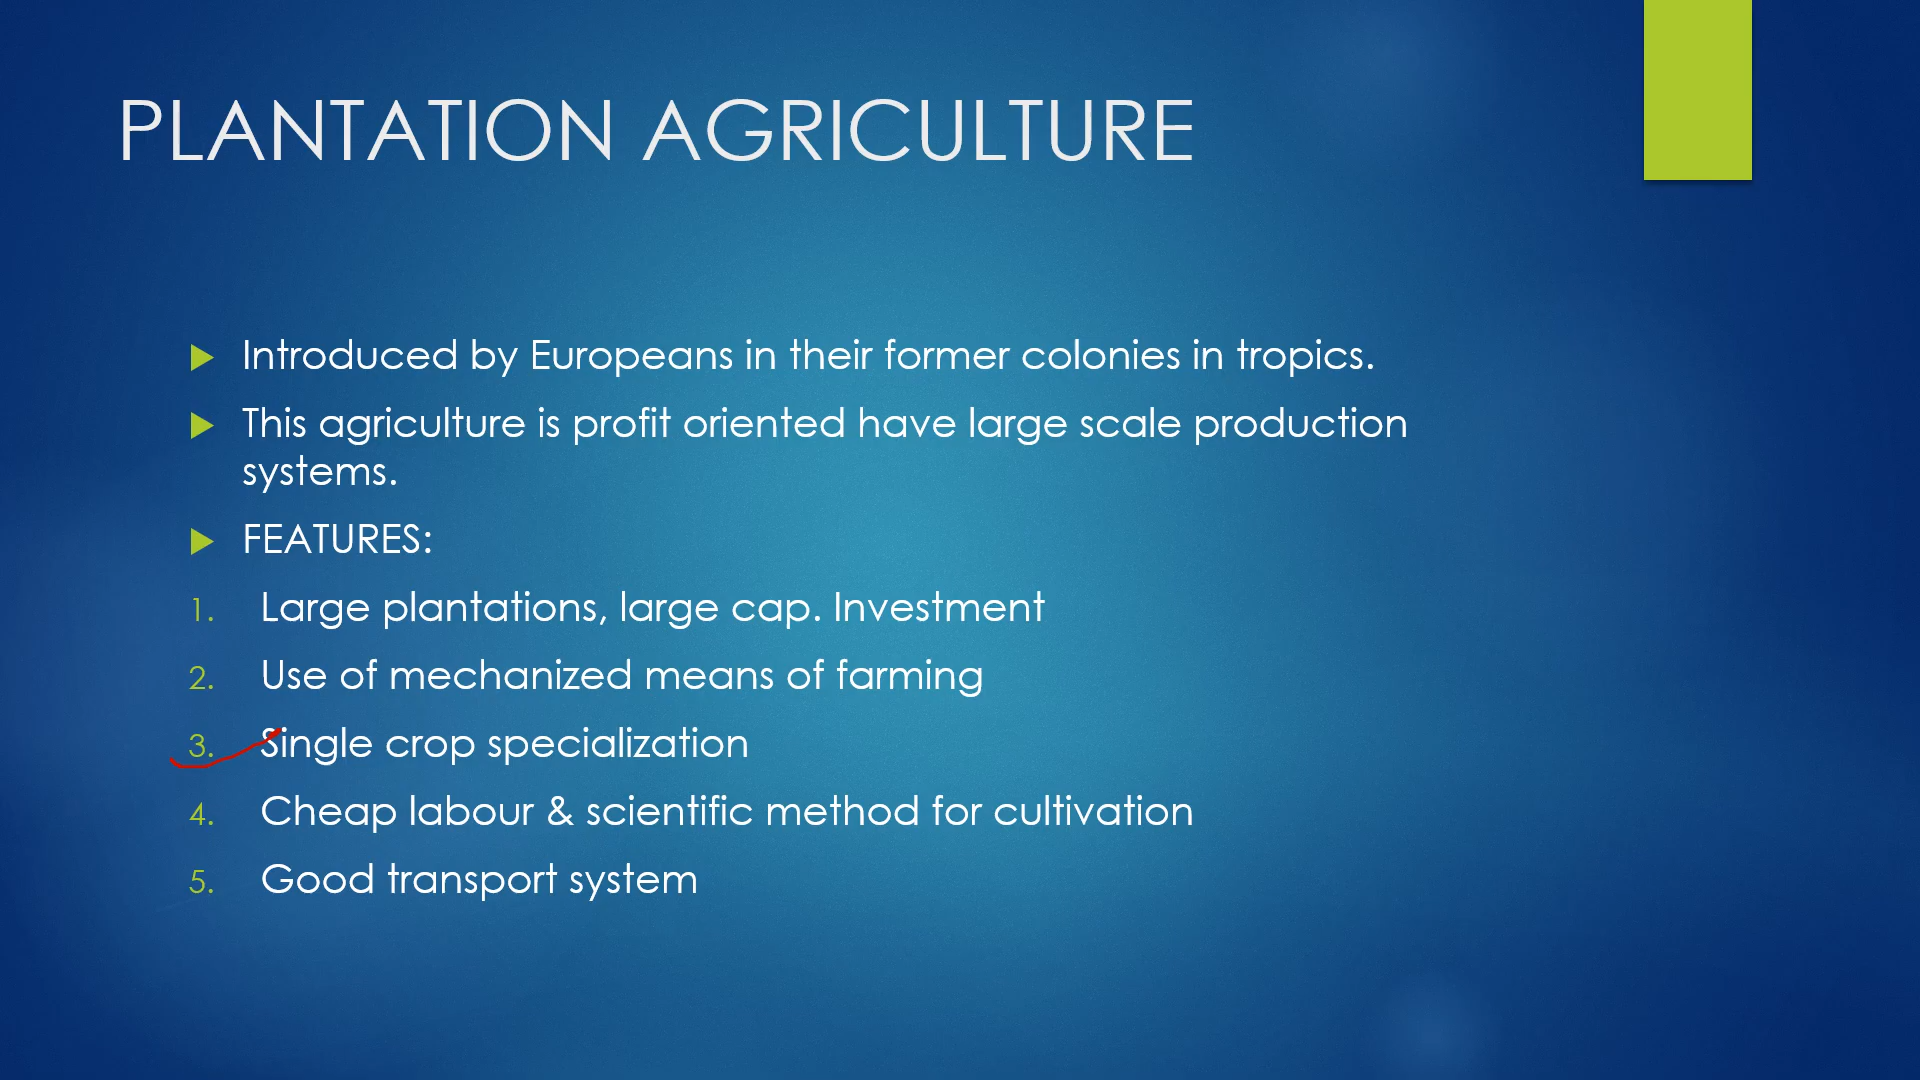 PLANTATION AGRICULTURE
Introduced by Europeans in their former colonies in tropics.
This agriculture is profit oriented have large scale production
systems.
FEATURES:
1. Large plantations, large cap. Investment
2. Use of mechanized means of farming
3. Single crop specialization
4. Cheap labour & scientific method for cultivation
5. Good transport system